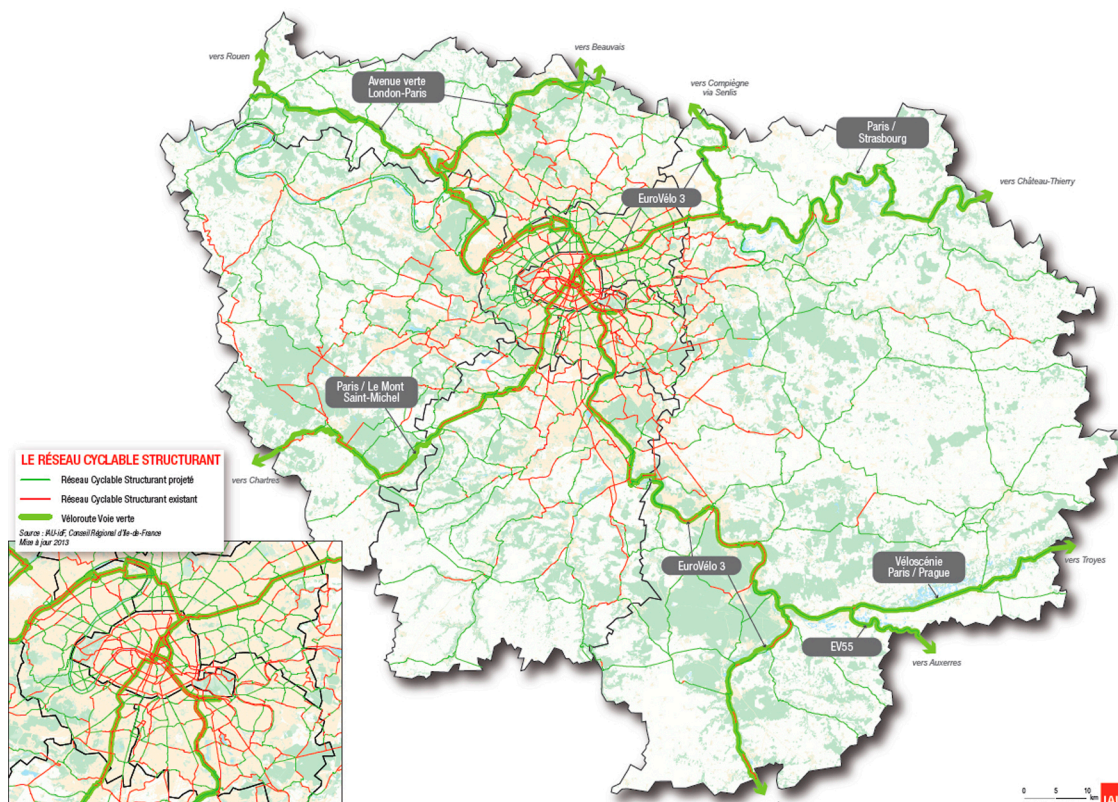 vers Rouen
vers Beauvais
Avenue verte
London-Paris
vers Compiègne
via Senlis
Paris /
Strasbourg
vers Château-Thierry
EuroVélo 3
Paris / Le Mont
Saint-Michel
vers Chartres
LE RÉSEAU CYCLABLE STRUCTURANT
Réseau Cyclable Structurant projeté
Réseau Cyclable Structurant existant
Véloroute Voie verte
Source : IAU-îdF, Conseil Régional d'Ile-de-France
Mise à jour 2013
EuroVélo 3
Véloscénie
Paris / Prague
vers Troyes
EV55
vers Auxerres
0 5 10
km
IAU